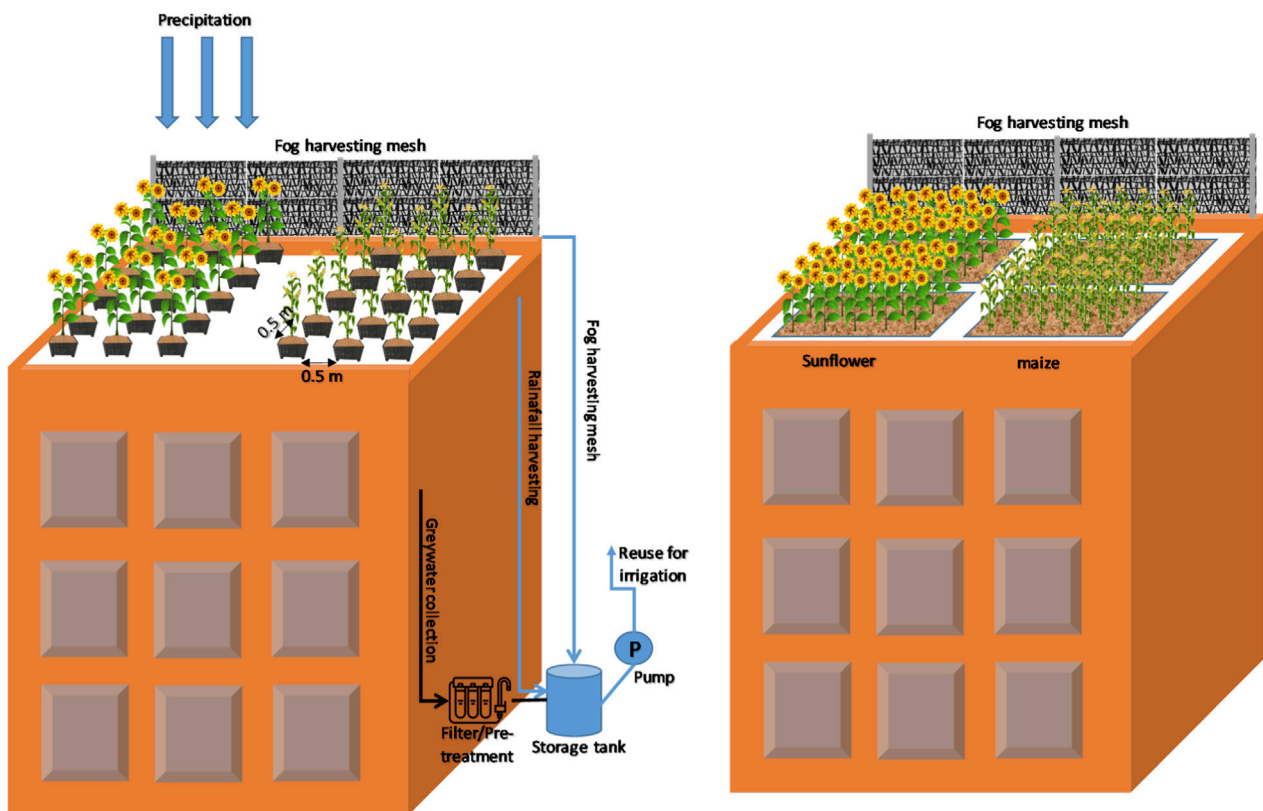 Precipitation
Fog harvesting mesh
0.5 m
0.5 m
Rainafall harvesting
Fog harvesting mesh
Greywater collection
Reuse for
irrigation
P
Pump
Filter/Pre-
treatment
Storage tank
Fog harvesting mesh
Sunflower
maize